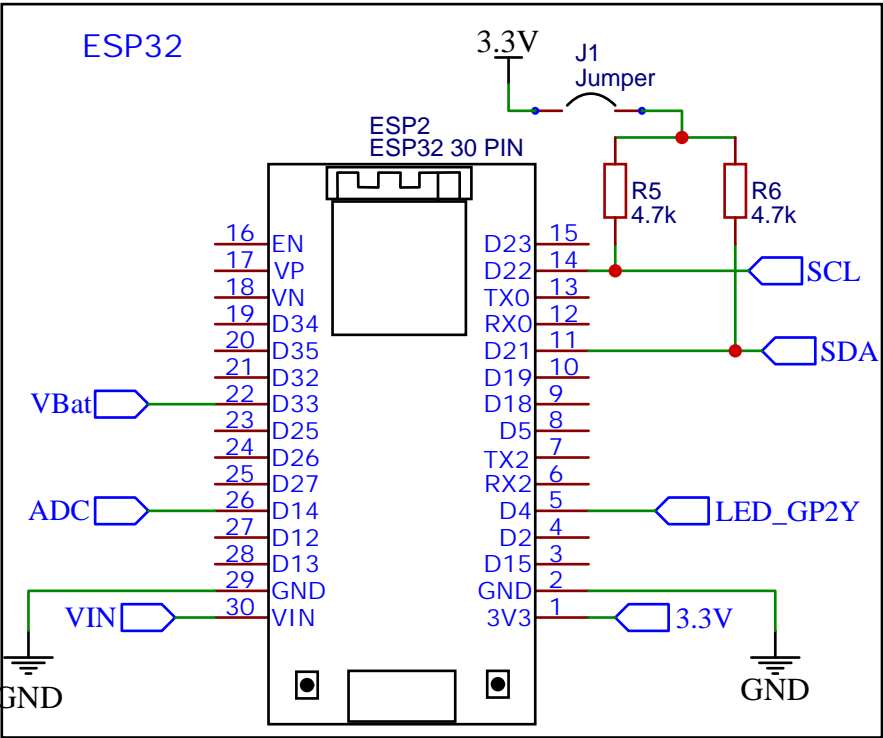 ESP32
3.3V
J1
Jumper
ESP2
ESP32 30 PIN
R5
4.7k
R6
4.7k
16 EN D23 15
17 VP D22 14 SCL
18 VN TX0 13
19 D34 RX0 12
20 D35 D21 11 SDA
21 D32 D19 10
VBat 22 D33 D18 9
23 D25 D5 8
24 D26 TX2 7
25 D27 RX2 6
ADC 26 D14 D4 5 LED_GP2Y
27 D12 D2 4
28 D13 D15 3
29 GND GND 2
VIN 30 VIN 3V3 1 3.3V
GND GND